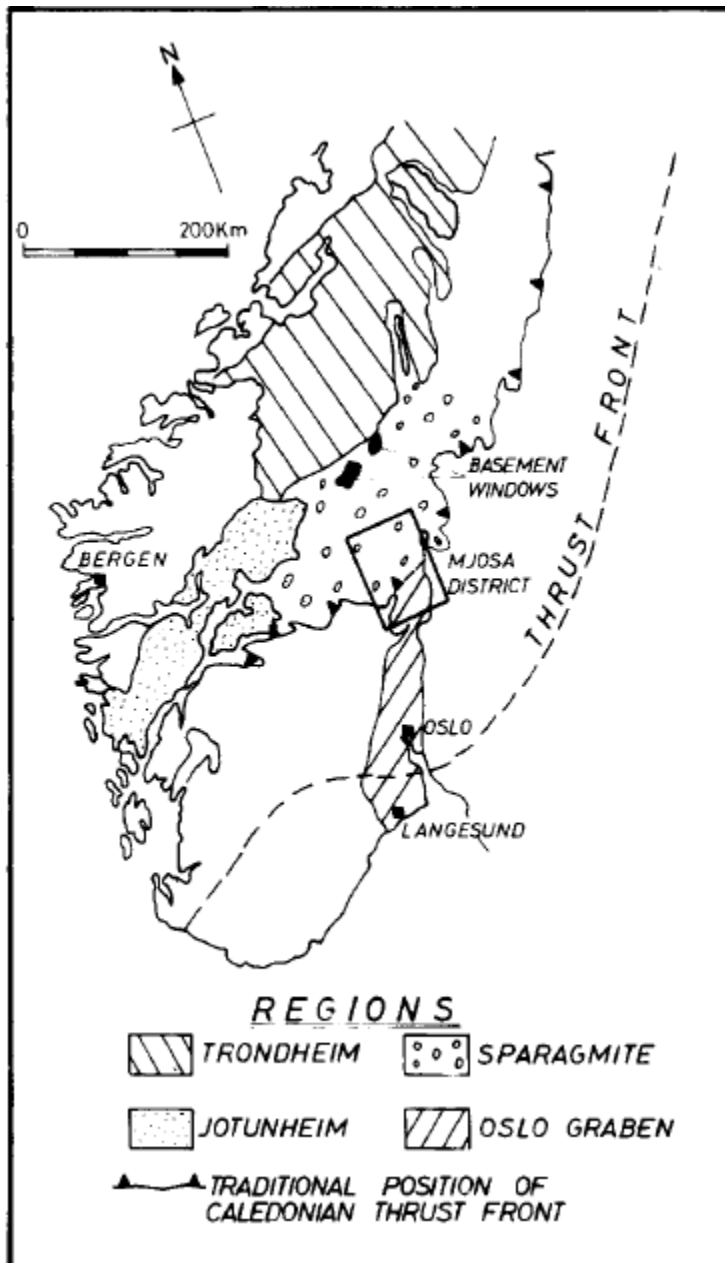 N
0 200Km
THRUST FRONT
BASEMENT
WINDOWS
BERGEN
MJOSA
DISTRICT
OSLO
LANGESUND
REGIONS
TRONDHEIM
SPARAGMITE
JOTUNHEIM
OSLO GRABEN
TRADITIONAL POSITION OF
CALEDONIAN THRUST FRONT